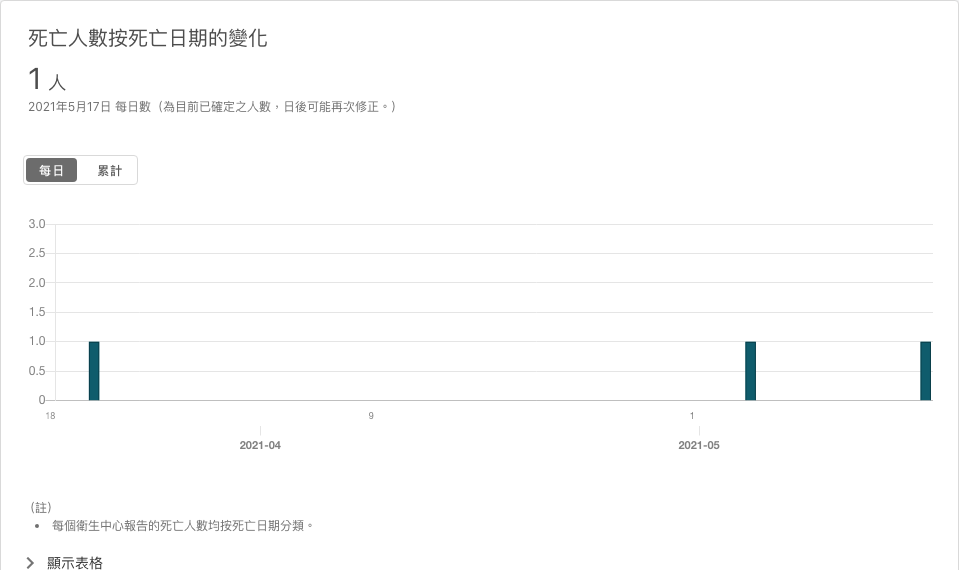 死亡人數按死亡日期的變化
1 人
2021年5月17日 每日數（為目前已確定之人數，日後可能再次修正。）
每日 累計
3.0
2.5
2.0
1.5
1.0
0.5
0
18 9 1
2021-04 2021-05
（註）
• 每個衛生中心報告的死亡人數均按死亡日期分類。
顯示表格